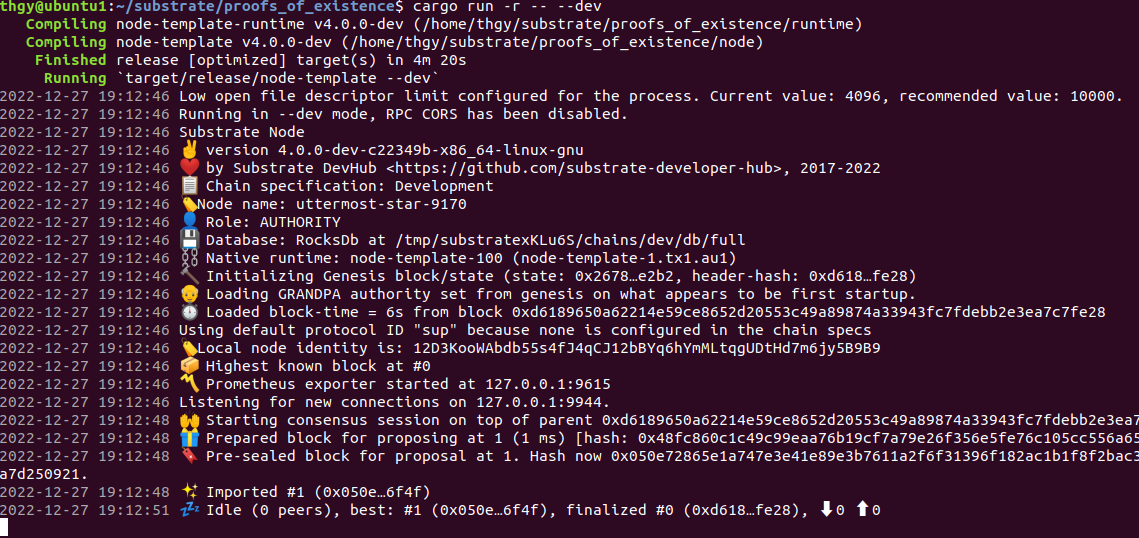 thgy@ubuntu1:~/substrate/proofs_of_existence$ cargo run -r -- --dev
Compiling node-template-runtime v4.0.0-dev (/home/thgy/substrate/proofs_of_existence/runtime)
Compiling node-template v4.0.0-dev (/home/thgy/substrate/proofs_of_existence/node)
Finished release [optimized] target(s) in 4m 20s
Running `target/release/node-template --dev`
2022-12-27 19:12:46 Low open file descriptor limit configured for the process. Current value: 4096, recommended value: 10000.
2022-12-27 19:12:46 Running in --dev mode, RPC CORS has been disabled.
2022-12-27 19:12:46 Substrate Node
2022-12-27 19:12:46 ✌️ version 4.0.0-dev-c22349b-x86_64-linux-gnu
2022-12-27 19:12:46 ❤️ by Substrate DevHub <https://github.com/substrate-developer-hub>, 2017-2022
2022-12-27 19:12:46 📋 Chain specification: Development
2022-12-27 19:12:46 🏷 Node name: uttermost-star-9170
2022-12-27 19:12:46 👤 Role: AUTHORITY
2022-12-27 19:12:46 💾 Database: RocksDb at /tmp/substratexKLu6S/chains/dev/db/full
2022-12-27 19:12:46 ⛓ Native runtime: node-template-100 (node-template-1.tx1.au1)
2022-12-27 19:12:46 🔨 Initializing Genesis block/state (state: 0x2678…e2b2, header-hash: 0xd618…fe28)
2022-12-27 19:12:46 👴 Loading GRANDPA authority set from genesis on what appears to be first startup.
2022-12-27 19:12:46 ⏱ Loaded block-time = 6s from block 0xd6189650a62214e59ce8652d20553c49a89874a33943fc7fdebb2e3ea7c7fe28
2022-12-27 19:12:46 Using default protocol ID "sup" because none is configured in the chain specs
2022-12-27 19:12:46 🏷 Local node identity is: 12D3KooWAbdb55s4fJ4qCJ12bBYq6hYmMLtqgUDtHd7m6jy5B9B9
2022-12-27 19:12:46 📦 Highest known block at #0
2022-12-27 19:12:46 〽️ Prometheus exporter started at 127.0.0.1:9615
2022-12-27 19:12:46 Listening for new connections on 127.0.0.1:9944.
2022-12-27 19:12:48 🙌 Starting consensus session on top of parent 0xd6189650a62214e59ce8652d20553c49a89874a33943fc7fdebb2e3ea7
2022-12-27 19:12:48 🎁 Prepared block for proposing at 1 (1 ms) [hash: 0x48fc860c1c49c99eaa76b19cf7a79e26f356e5fe76c105cc556a65
2022-12-27 19:12:48 🔖 Pre-sealed block for proposal at 1. Hash now 0x050e72865e1a747e3e41e89e3b7611a2f6f31396f182ac1b1f8f2bac3
a7d250921.
2022-12-27 19:12:48 ✨ Imported #1 (0x050e…6f4f)
2022-12-27 19:12:51 💤 Idle (0 peers), best: #1 (0x050e…6f4f), finalized #0 (0xd618…fe28), ⬇ 0 ⬆ 0